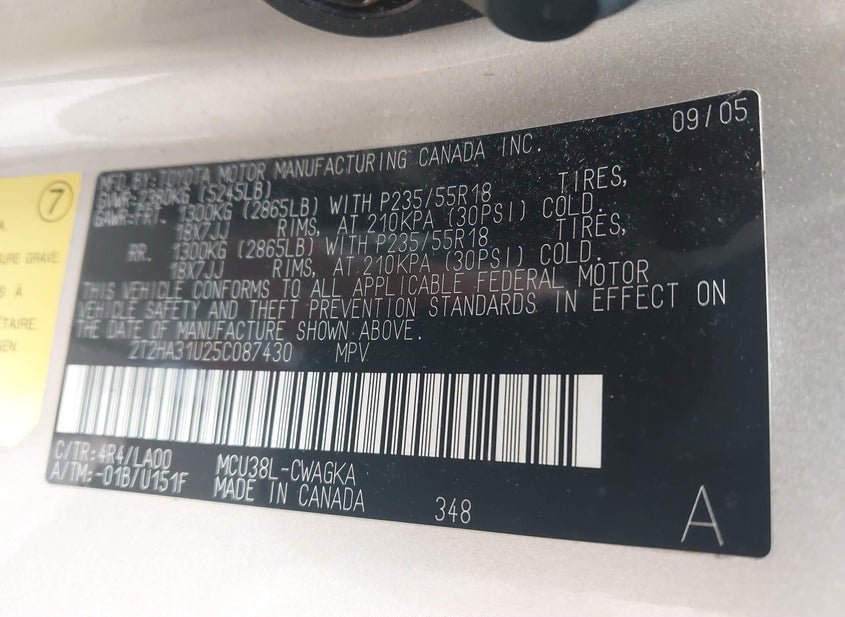 7
A
SURE GRAVE
S À
ÉTAIRE.
GEN
09/05
MFD BY:TOYOTA MOTOR MANUFACTURING CANADA INC.
GVWR:2380KG (5245LB)
GAWR:FRT. 1300KG (2865LB) WITH P235/55R18 TIRES,
18X7JJ RIMS, AT 210KPA (30PSI) COLD.
RR. 1300KG (2865LB) WITH P235/55R18 TIRES,
18X7JJ RIMS, AT 210KPA (30PSI) COLD.
THIS VEHICLE CONFORMS TO ALL APPLICABLE FEDERAL MOTOR
VEHICLE SAFETY AND THEFT PREVENTION STANDARDS IN EFFECT ON
THE DATE OF MANUFACTURE SHOWN ABOVE.
2T2HA31U25C087430 MPV
C/TR:4R4/LA00 MCU38L-CWAGKA
A/TM:-01B/U151F MADE IN CANADA 348
A